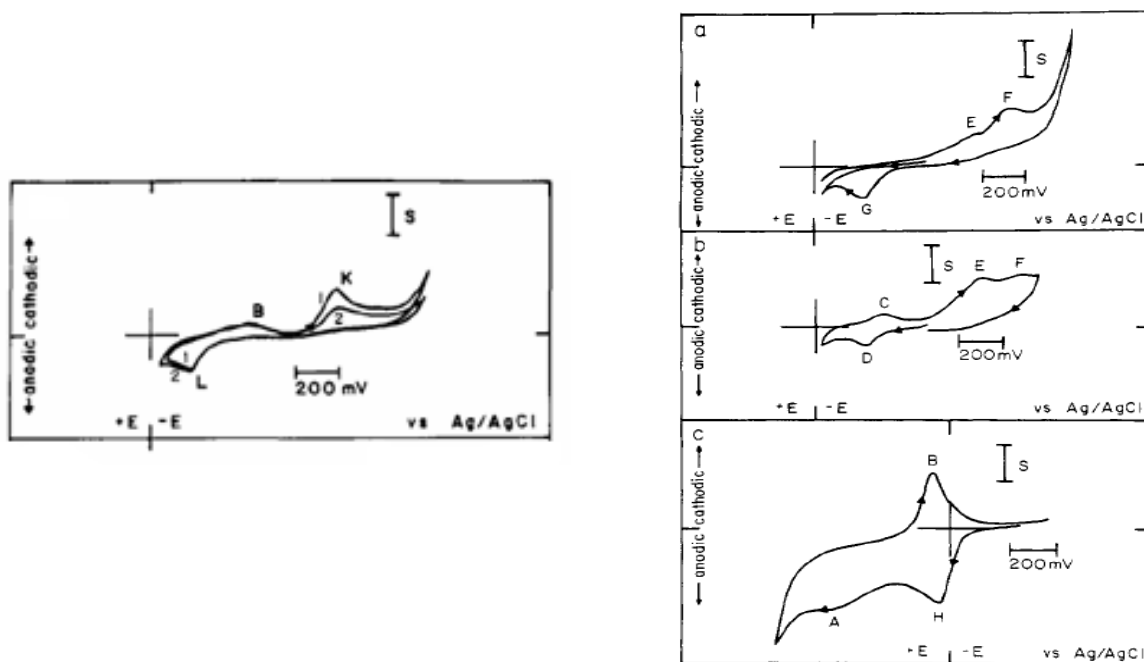 S
K
1
B
2
1
2
L
200 mV
← anodic cathodic →
+E -E
vs Ag/AgCl
a
S
F
E
← anodic cathodic →
200mV
G
+E -E
vs Ag/AgCl
b
S
E
F
C
← anodic cathodic →
D
200mV
+E -E
vs Ag/AgCl
c
B
S
← anodic cathodic →
200mV
A
H
+E -E
vs Ag/AgCl